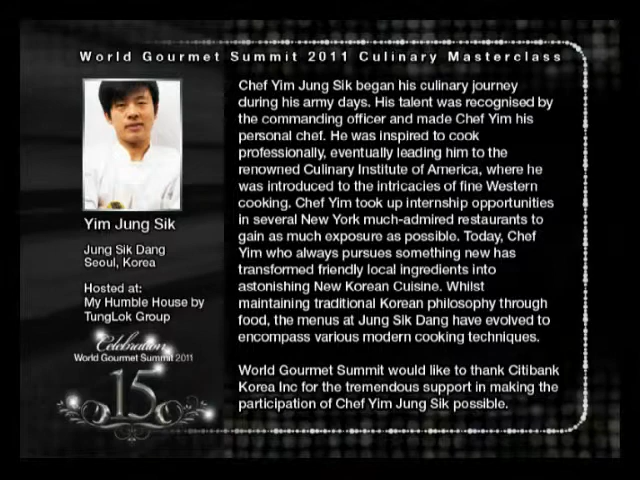 World Gourmet Summit 2011 Culinary Masterclass
Yim Jung Sik
Jung Sik Dang
Seoul, Korea
Hosted at:
My Humble House by
TungLok Group
Celebration
World Gourmet Summit 2011
15
Chef Yim Jung Sik began his culinary journey
during his army days. His talent was recognised by
the commanding officer and made Chef Yim his
personal chef. He was inspired to cook
professionally, eventually leading him to the
renowned Culinary Institute of America, where he
was introduced to the intricacies of fine Western
cooking. Chef Yim took up internship opportunities
in several New York much-admired restaurants to
gain as much exposure as possible. Today, Chef
Yim who always pursues something new has
transformed friendly local ingredients into
astonishing New Korean Cuisine. Whilst
maintaining traditional Korean philosophy through
food, the menus at Jung Sik Dang have evolved to
encompass various modern cooking techniques.
World Gourmet Summit would like to thank Citibank
Korea Inc for the tremendous support in making the
participation of Chef Yim Jung Sik possible.